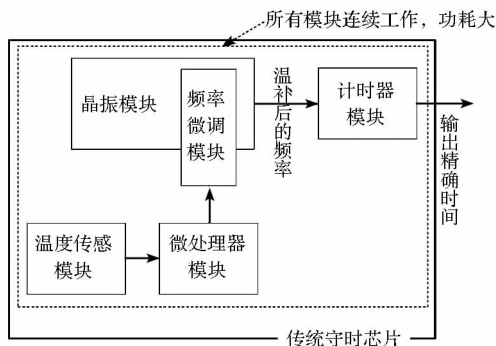 所有模块连续工作，功耗大
晶振模块
频率
微调
模块
温补后的频率
计时器
模块
输出精确时间
温度传感
模块
微处理器
模块
传统守时芯片